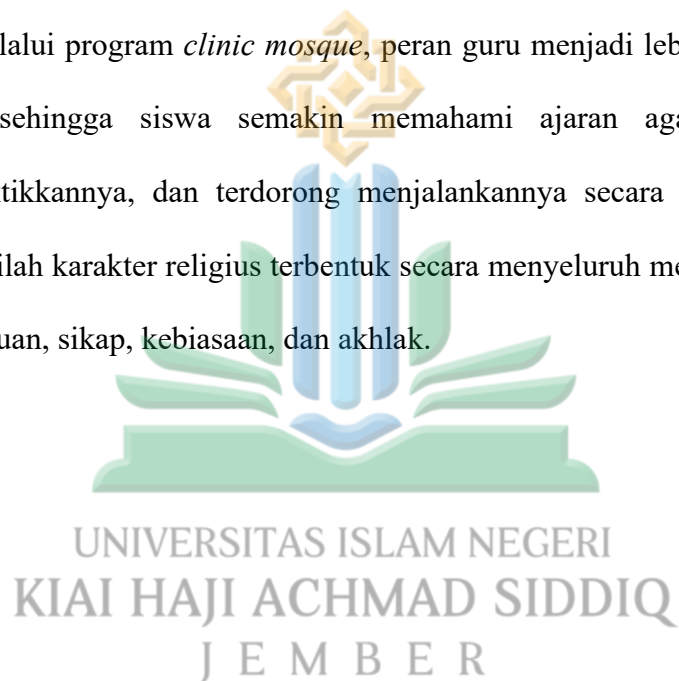 lalui program clinic mosque, peran guru menjadi leb
sehingga siswa semakin memahami ajaran aga
tikkannya, dan terdorong menjalankannya secara
ilah karakter religius terbentuk secara menyeluruh me
uan, sikap, kebiasaan, dan akhlak.
UNIVERSITAS ISLAM NEGERI
KIAI HAJI ACHMAD SIDDIQ
JEMBER